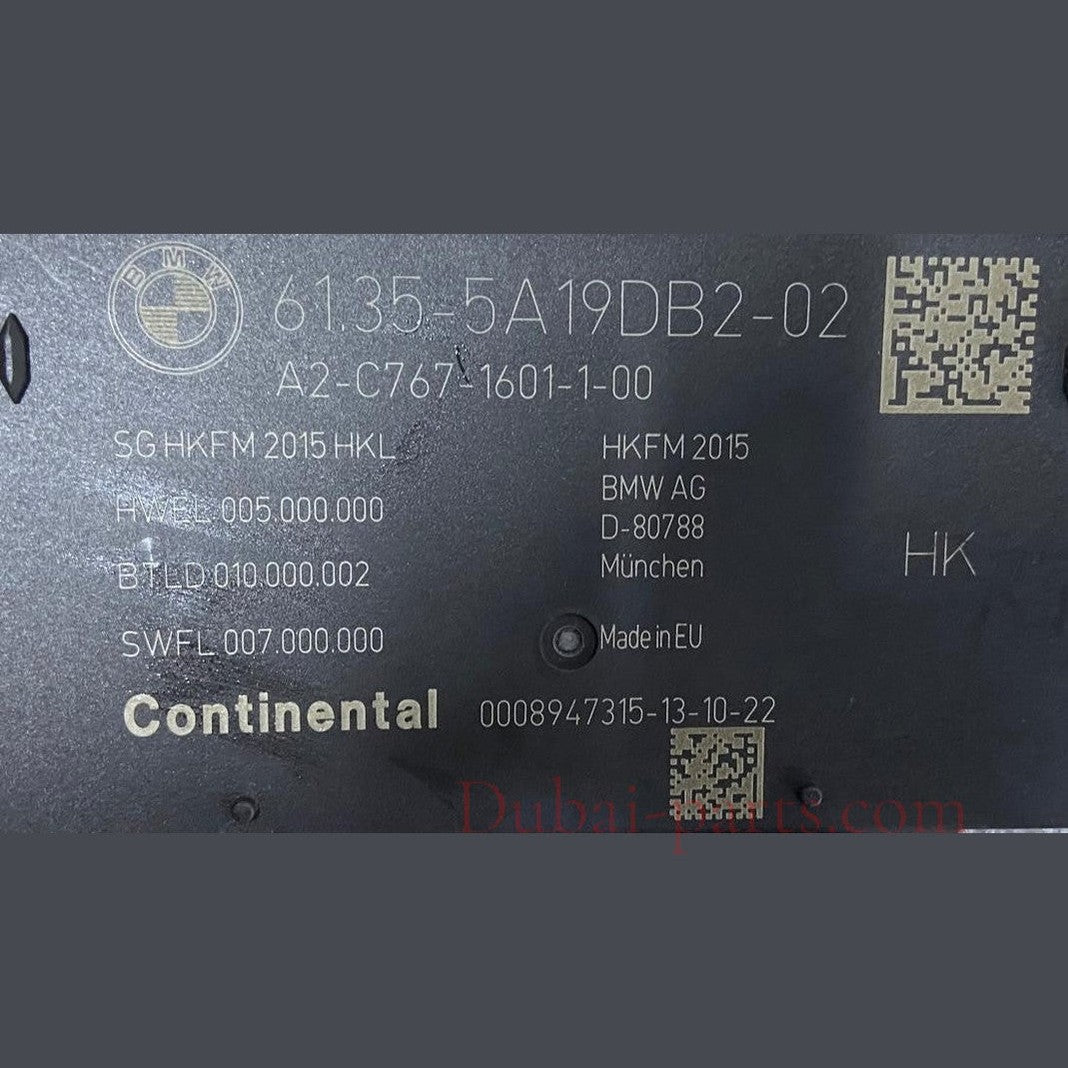 BMW
61.35-5A19DB2-02
A2-C767-1601-1-00
SG HKFM 2015 HKL
HWEL 005.000.000
BTLD 010.000.002
SWFL 007.000.000
HKFM 2015
BMW AG
D-80788
München
Made in EU
HK
Continental 0008947315-13-10-22
Dubai-parts.com